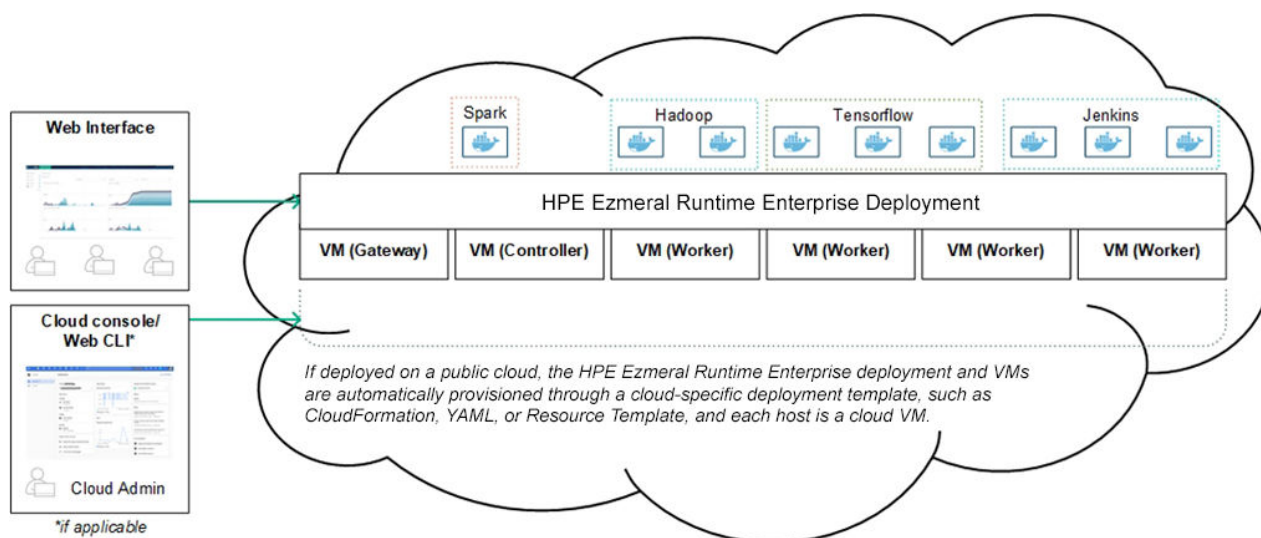 Web Interface
Cloud console/
Web CLI*
Cloud Admin
*if applicable
Spark
Hadoop
Tensorflow
Jenkins
HPE Ezmeral Runtime Enterprise Deployment
VM (Gateway)
VM (Controller)
VM (Worker)
VM (Worker)
VM (Worker)
VM (Worker)
If deployed on a public cloud, the HPE Ezmeral Runtime Enterprise deployment and VMs
are automatically provisioned through a cloud-specific deployment template, such as
CloudFormation, YAML, or Resource Template, and each host is a cloud VM.